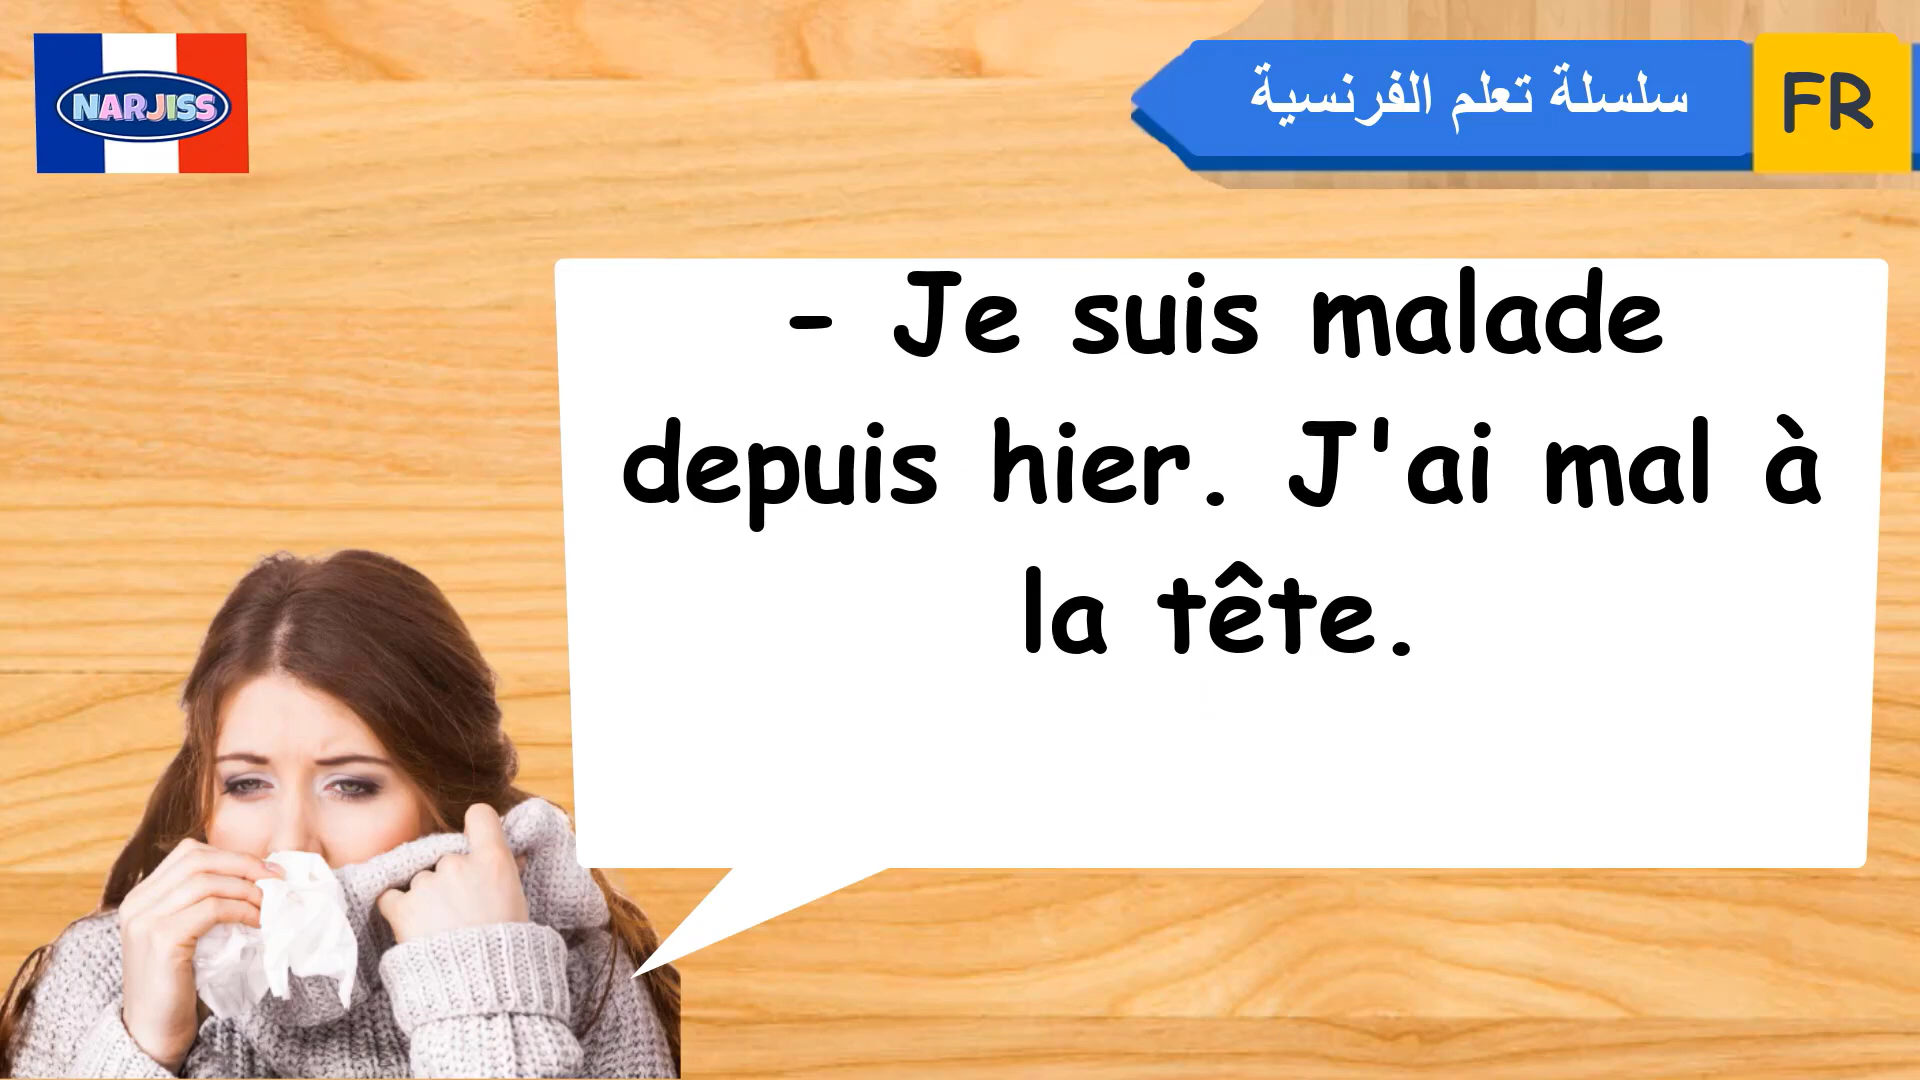 NARJISS
سلسلة تعلم الفرنسية
FR
- Je suis malade
depuis hier. J'ai mal à
la tête.